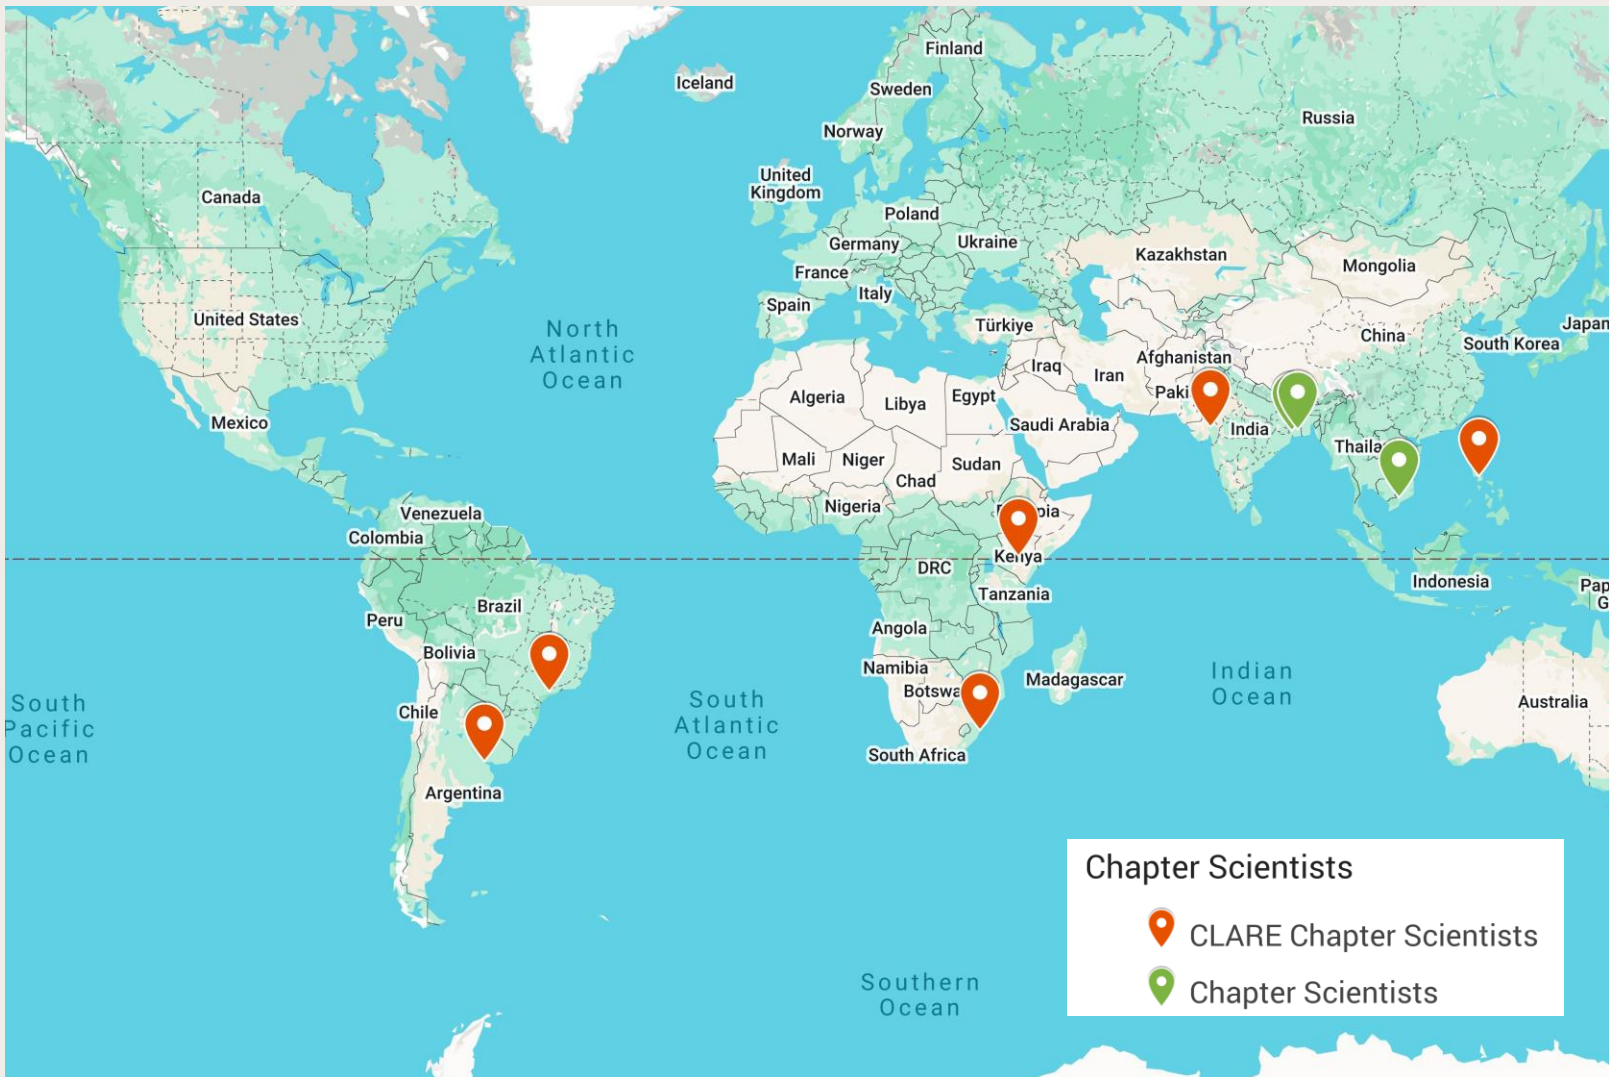 Finland
Iceland
Sweden
Russia
Norway
United
Kingdom
Canada
Poland
Germany
Ukraine
Kazakhstan
France
Mongolia
Italy
Spain
United States
Türkiye
Japan
North
Atlantic
Ocean
China
South Korea
Afghanistan
Iraq
Iran
Algeria
Libya
Egypt
Paki
Mexico
Saudi Arabia
India
Thaila
Mali
Niger
Sudan
Chad
Nigeria
Venezuela
Colombia
Kenya
DRC
Indonesia
Tanzania
Pap
G
Brazil
Peru
Angola
Bolivia
Namibia
Botswa
Madagascar
Indian
Ocean
South
Pacific
Ocean
South
Atlantic
Ocean
Chile
Australia
South Africa
Argentina
Southern
Ocean
Chapter Scientists
CLARE Chapter Scientists
Chapter Scientists